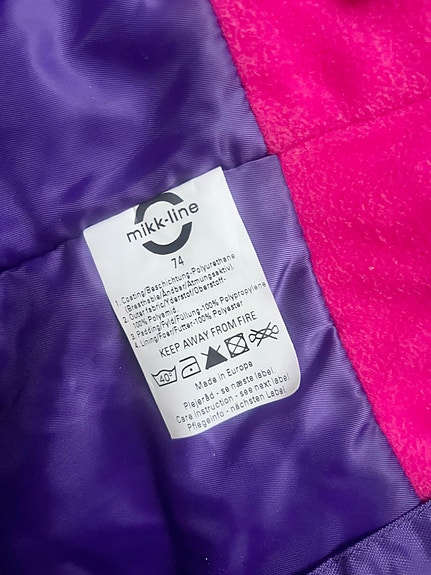 mikk-line
74
1. Coating/Beschichtung-Polyurethane
(Breathable/Åndbar/Atmungsaktiv).
2. Outer fabric/Yderstof/Oberstoff-
100% Polyamid
3. Padding/Fyld/Füllung-100% Polypropylene
4. Lining/Foer/Futter-100% Polyester
KEEP AWAY FROM FIRE
40°
Made in Europe
Plejeråd - se næste label.
Care instruction - see next label.
Pflegeinfo - nächsten Label.